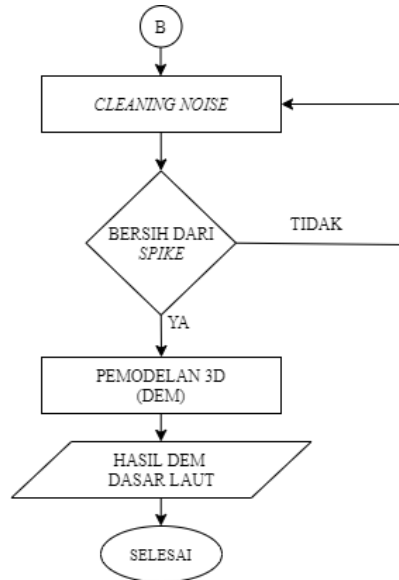 B
CLEANING NOISE
BERSIH DARI
SPIKE
TIDAK
YA
PEMODELAN 3D
(DEM)
HASIL DEM
DASAR LAUT
SELESAI